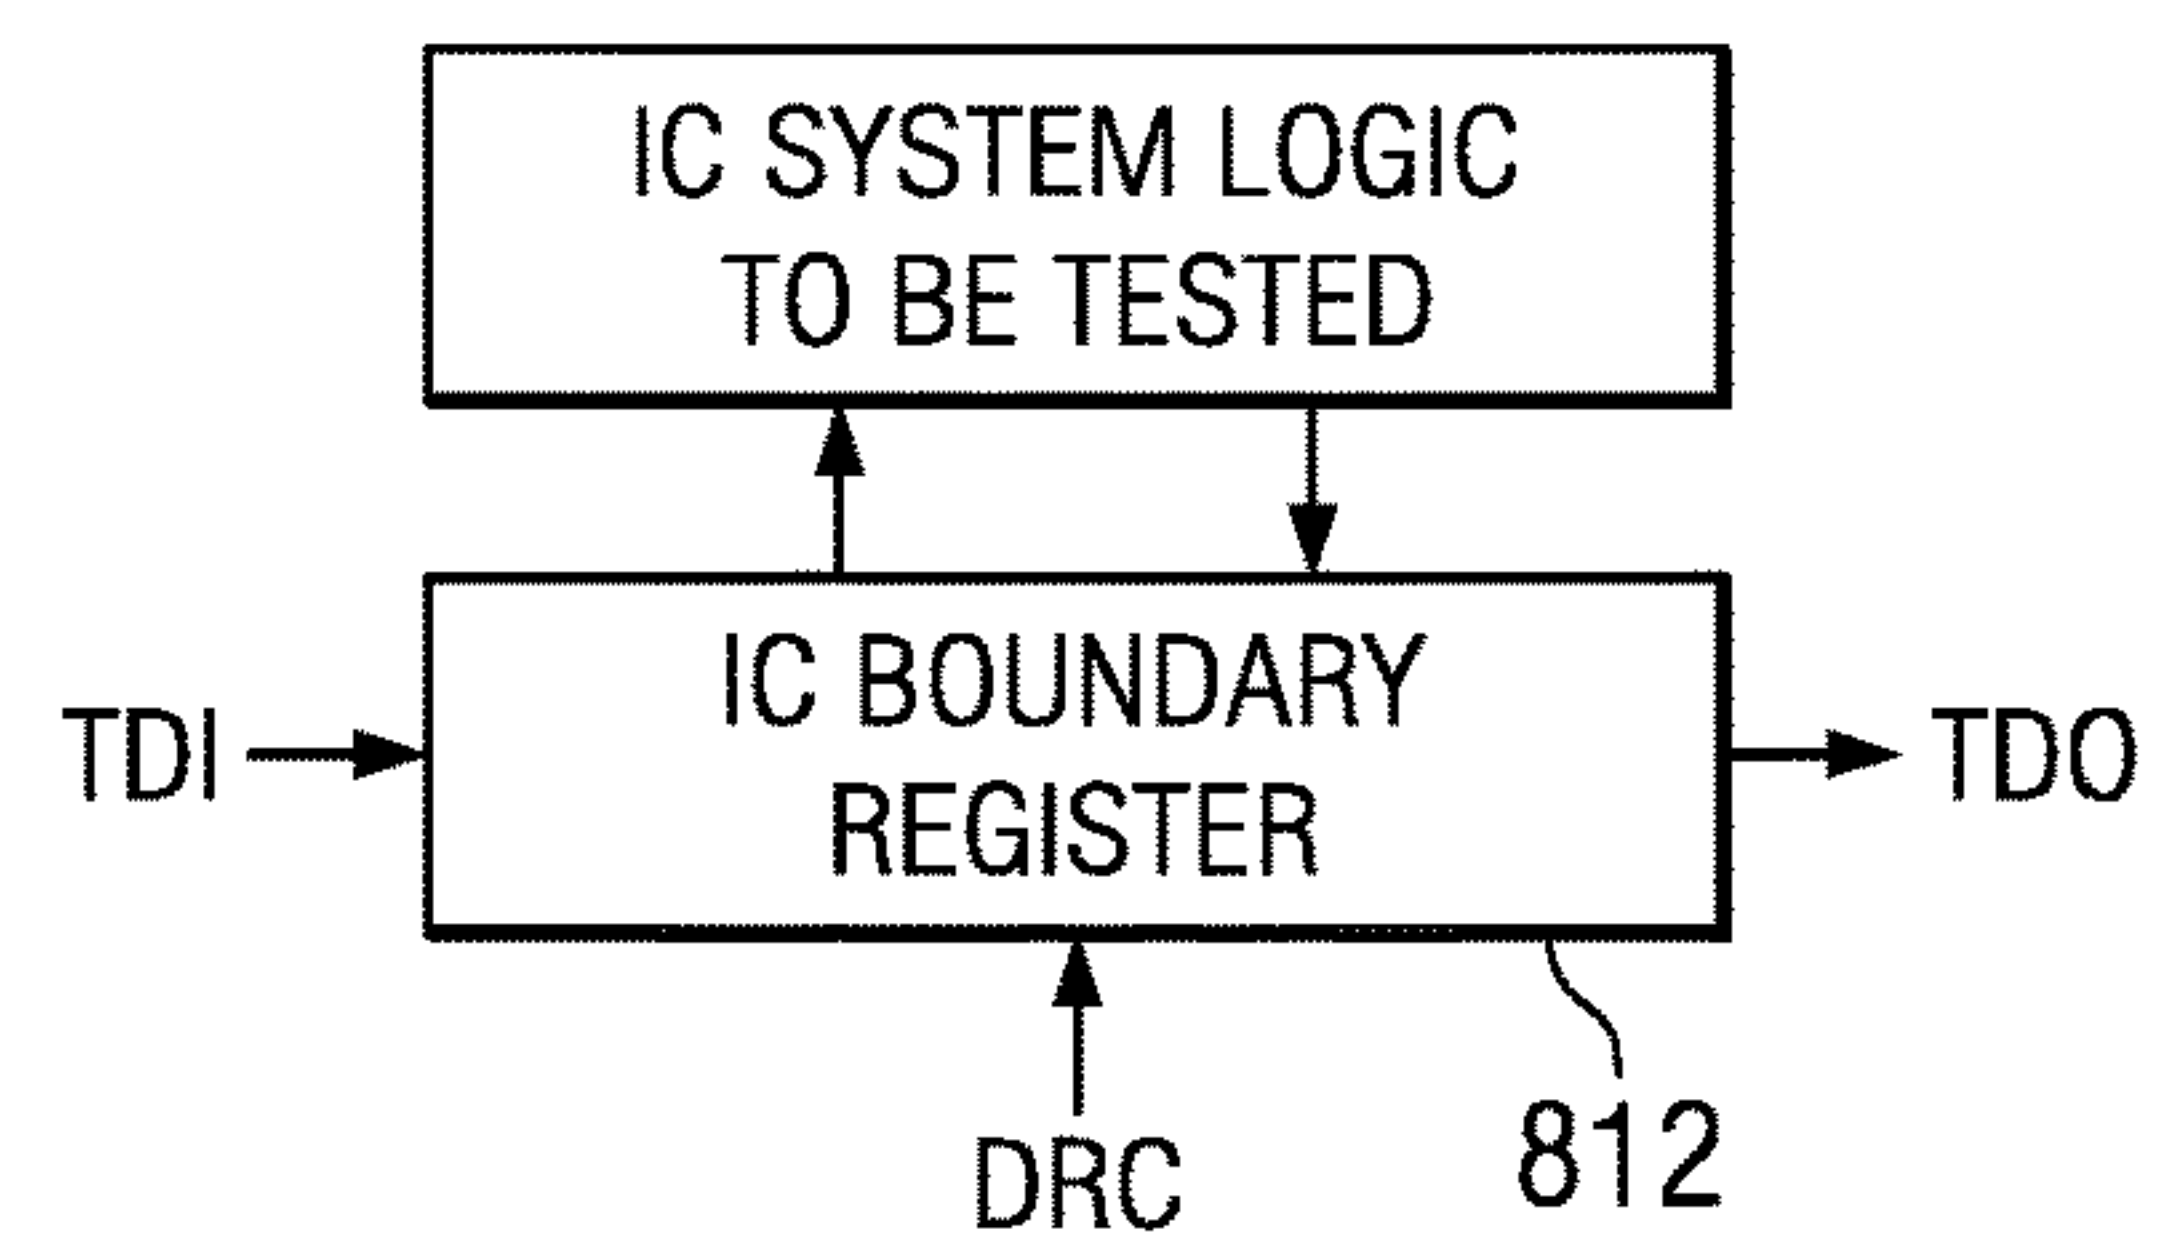 IC SYSTEM LOGIC
TO BE TESTED
IC BOUNDARY
REGISTER
TDI
TDO
DRC
812